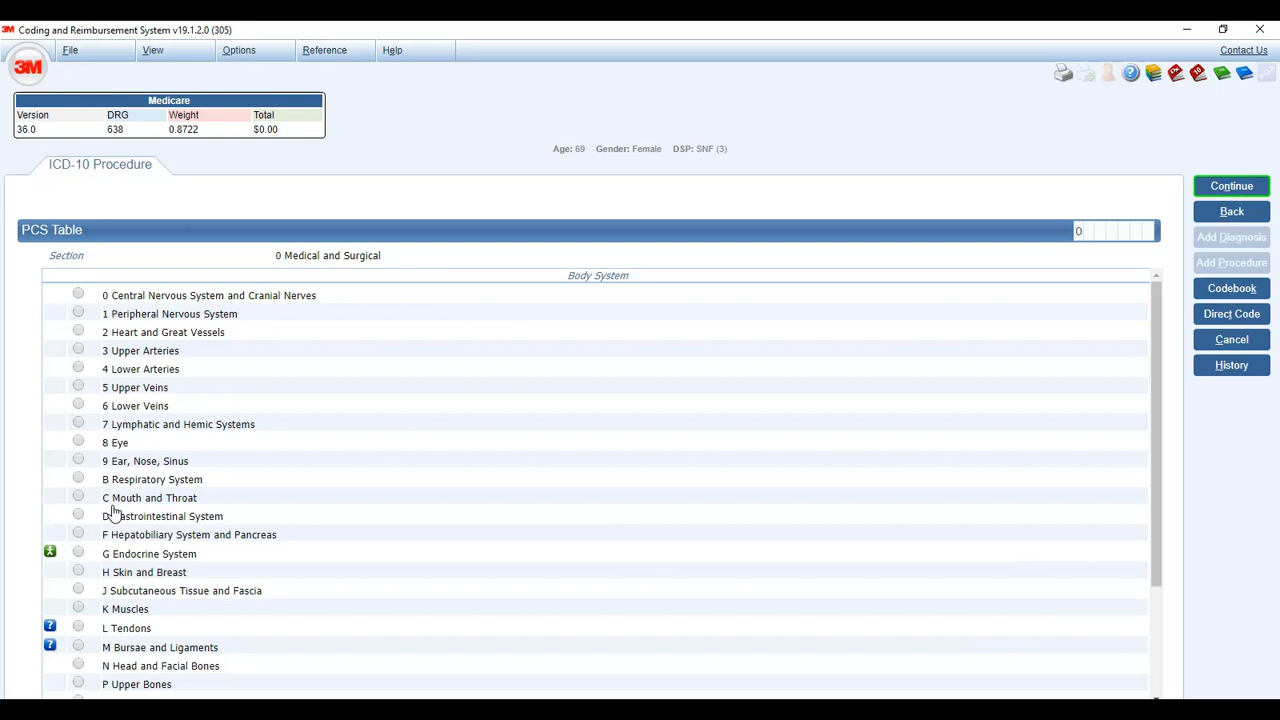 3M Coding and Reimbursement System v19.1.2.0 (305)
File View Options Reference Help Contact Us
3M
Medicare
Version DRG Weight Total
36.0 638 0.8722 $0.00
Age: 69 Gender: Female DSP: SNF (3)
ICD-10 Procedure
Continue
Back
Add Diagnosis
Add Procedure
Codebook
Direct Code
Cancel
History
PCS Table 0
Section 0 Medical and Surgical
Body System
0 Central Nervous System and Cranial Nerves
1 Peripheral Nervous System
2 Heart and Great Vessels
3 Upper Arteries
4 Lower Arteries
5 Upper Veins
6 Lower Veins
7 Lymphatic and Hemic Systems
8 Eye
9 Ear, Nose, Sinus
B Respiratory System
C Mouth and Throat
D Gastrointestinal System
F Hepatobiliary System and Pancreas
G Endocrine System
H Skin and Breast
J Subcutaneous Tissue and Fascia
K Muscles
? L Tendons
? M Bursae and Ligaments
N Head and Facial Bones
P Upper Bones